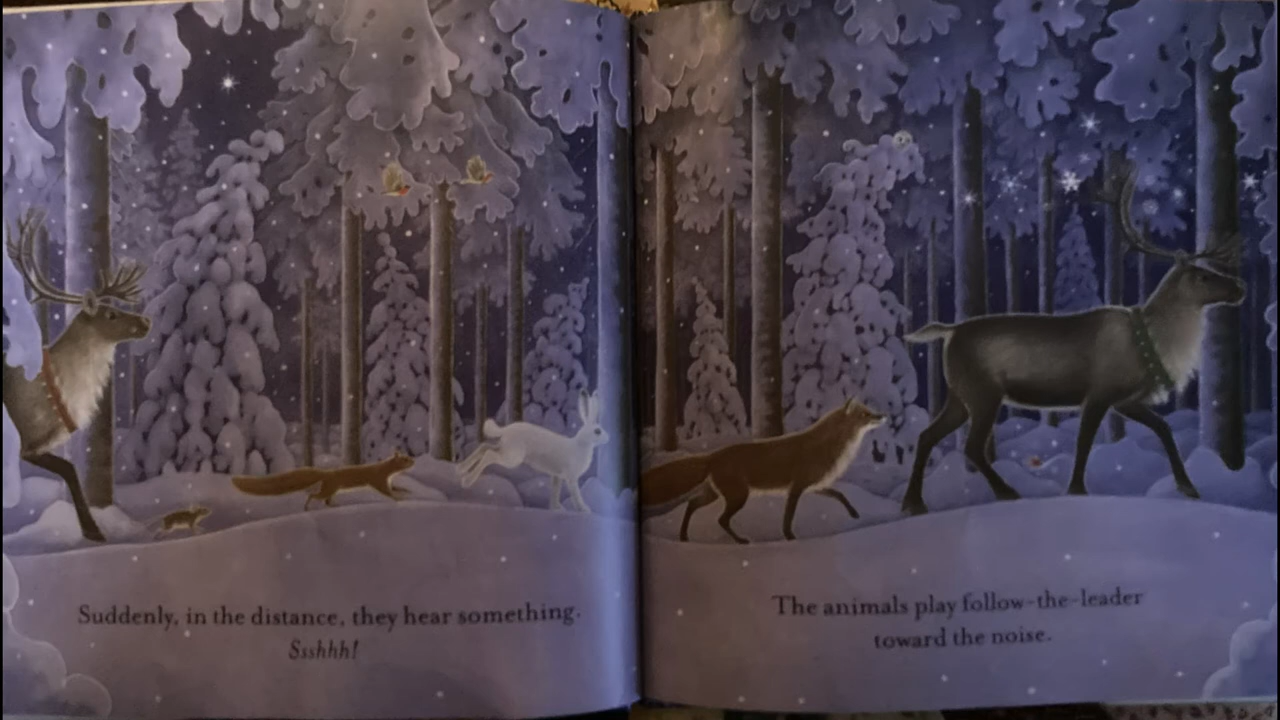 Suddenly, in the distance, they hear something.
Ssshhh!
The animals play follow-the-leader
toward the noise.